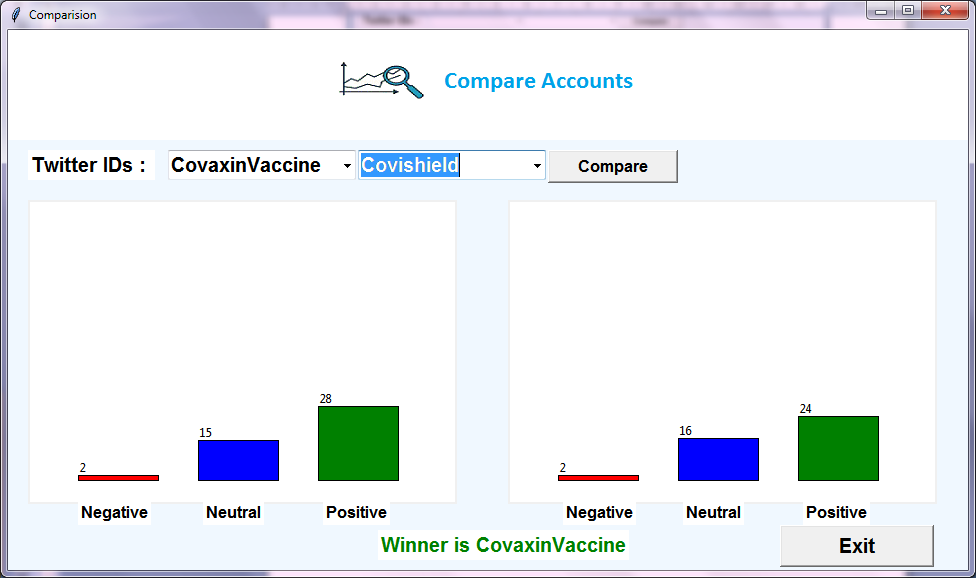 Comparision
Compare Accounts
Twitter IDs : CovaxinVaccine Covishield Compare
28
24
15
16
2
2
Negative Neutral Positive Negative Neutral Positive
Winner is CovaxinVaccine
Exit